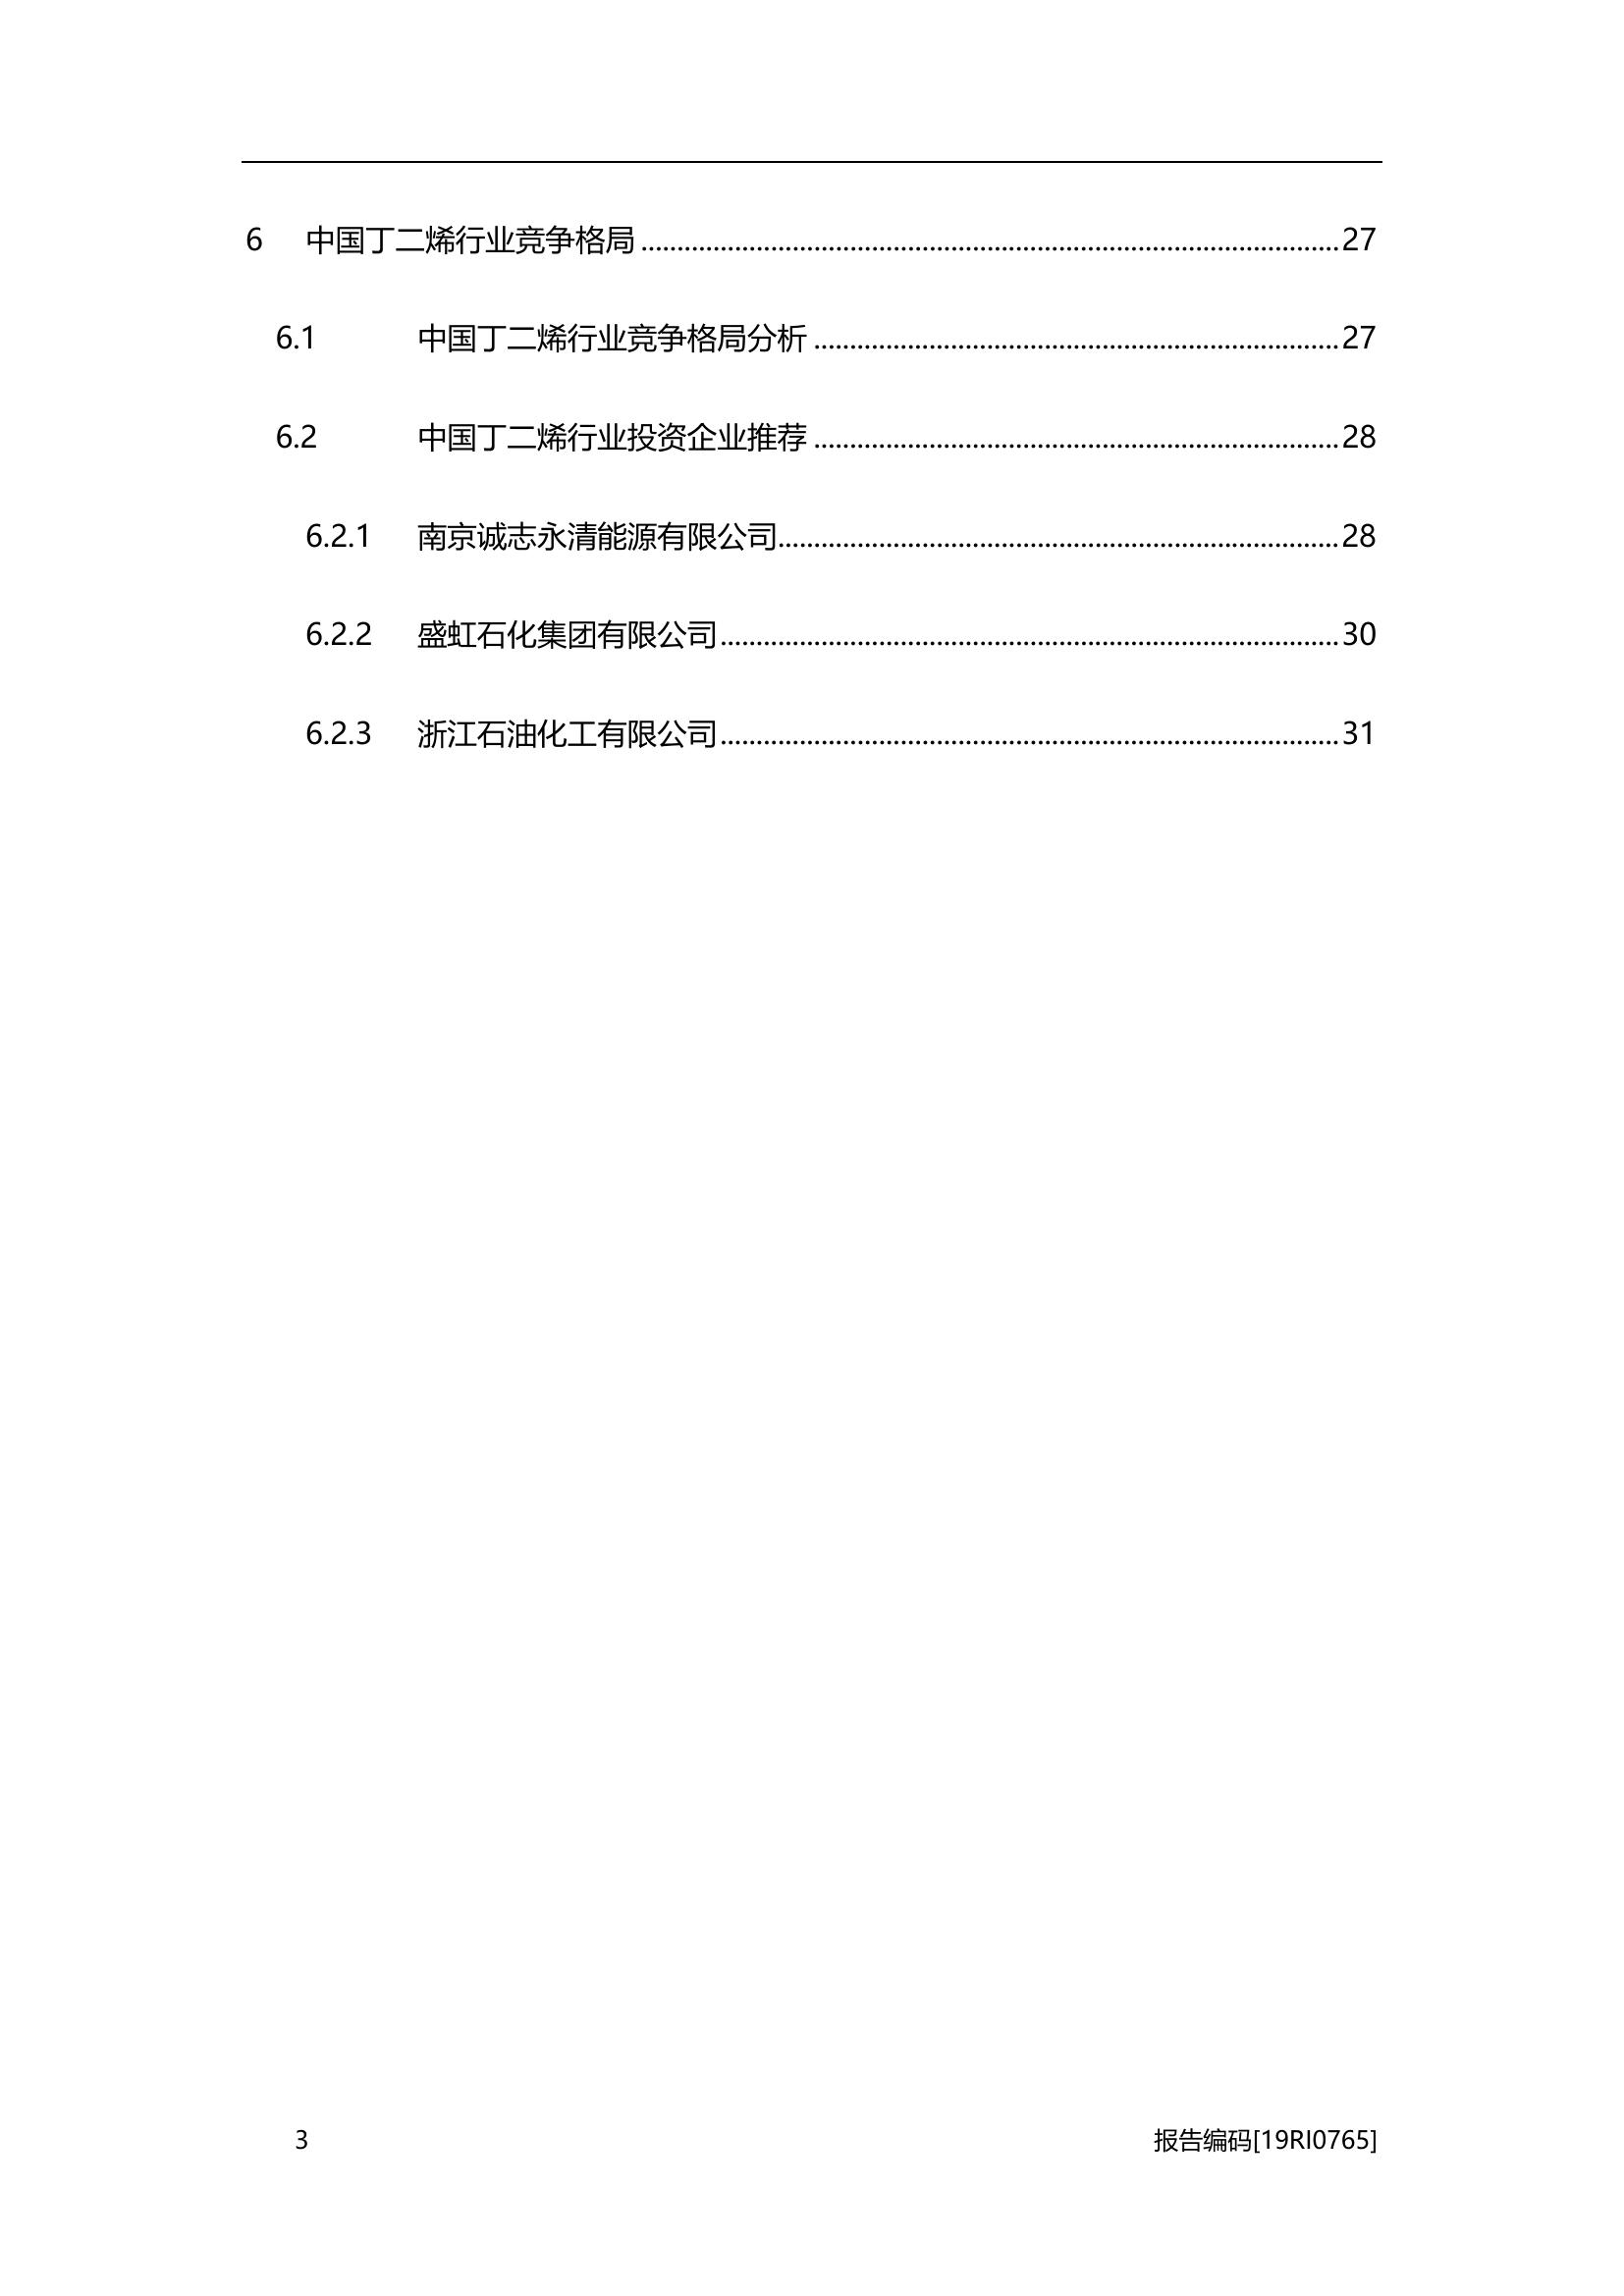 6 中国丁二烯行业竞争格局 27
6.1 中国丁二烯行业竞争格局分析 27
6.2 中国丁二烯行业投资企业推荐 28
6.2.1 南京诚志永清能源有限公司 28
6.2.2 盛虹石化集团有限公司 30
6.2.3 浙江石油化工有限公司 31
3 报告编码[19RI0765]